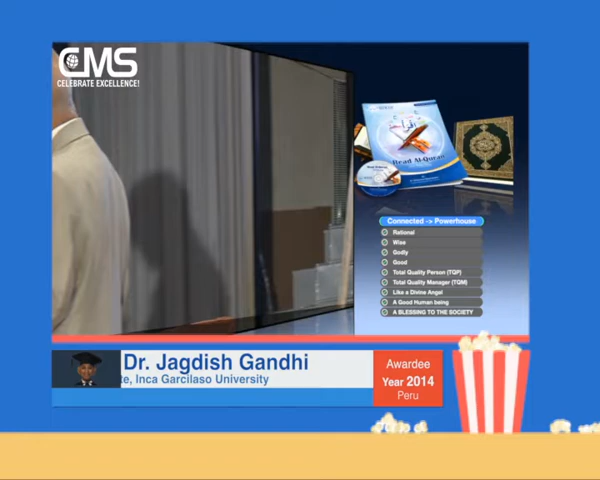 CMS
CELEBRATE EXCELLENCE!
Read Al-Quran
Connected -> Powerhouse
Rational
Wise
Godly
Good
Total Quality Person (TQP)
Total Quality Manager (TQM)
Like a Divine Angel
A Good Human being
A BLESSING TO THE SOCIETY
Dr. Jagdish Gandhi
te, Inca Garcilaso University
Awardee
Year 2014
Peru